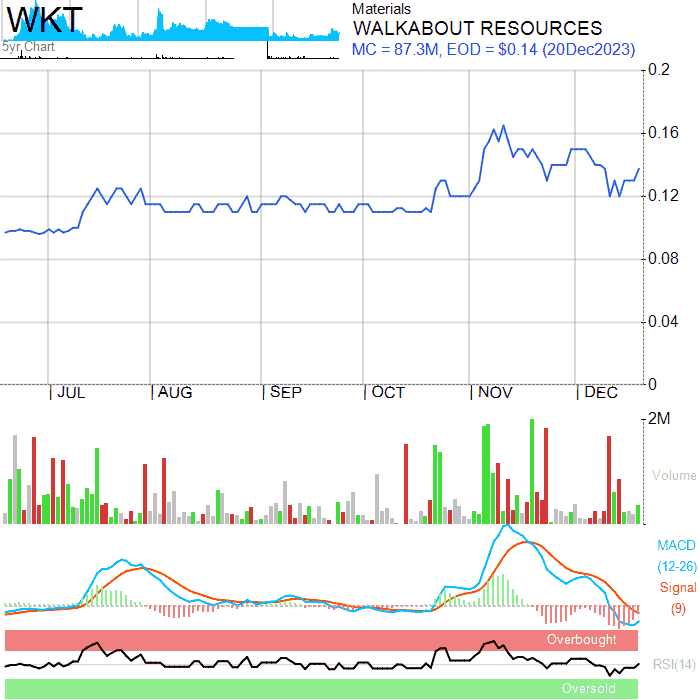 WKT
5yr Chart
Materials
WALKABOUT RESOURCES
MC = 87.3M, EOD = $0.14 (20Dec2023)
0.2
0.16
0.12
0.08
0.04
0
JUL AUG SEP OCT NOV DEC
2M
Volume
MACD
(12-26)
Signal
(9)
Overbought
RSI(14)
Oversold